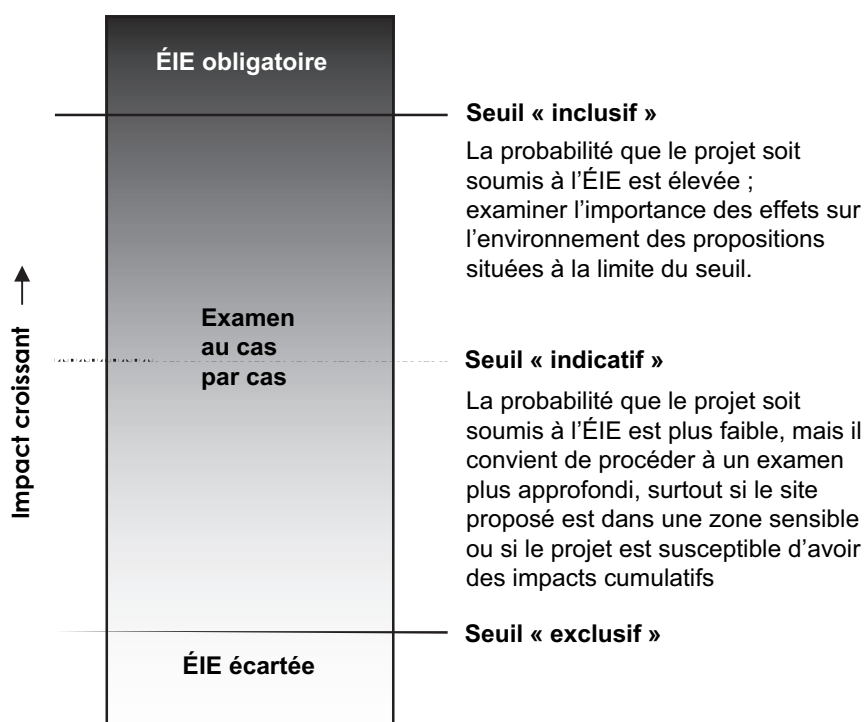 ÉIE obligatoire
Seuil « inclusif »
La probabilité que le projet soit
soumis à l’ÉIE est élevée ;
examiner l’importance des effets sur
l’environnement des propositions
situées à la limite du seuil.
Impact croissant
Examen
au cas
par cas
Seuil « indicatif »
La probabilité que le projet soit
soumis à l’ÉIE est plus faible, mais il
convient de procéder à un examen
plus approfondi, surtout si le site
proposé est dans une zone sensible
ou si le projet est susceptible d’avoir
des impacts cumulatifs
Seuil « exclusif »
ÉIE écartée